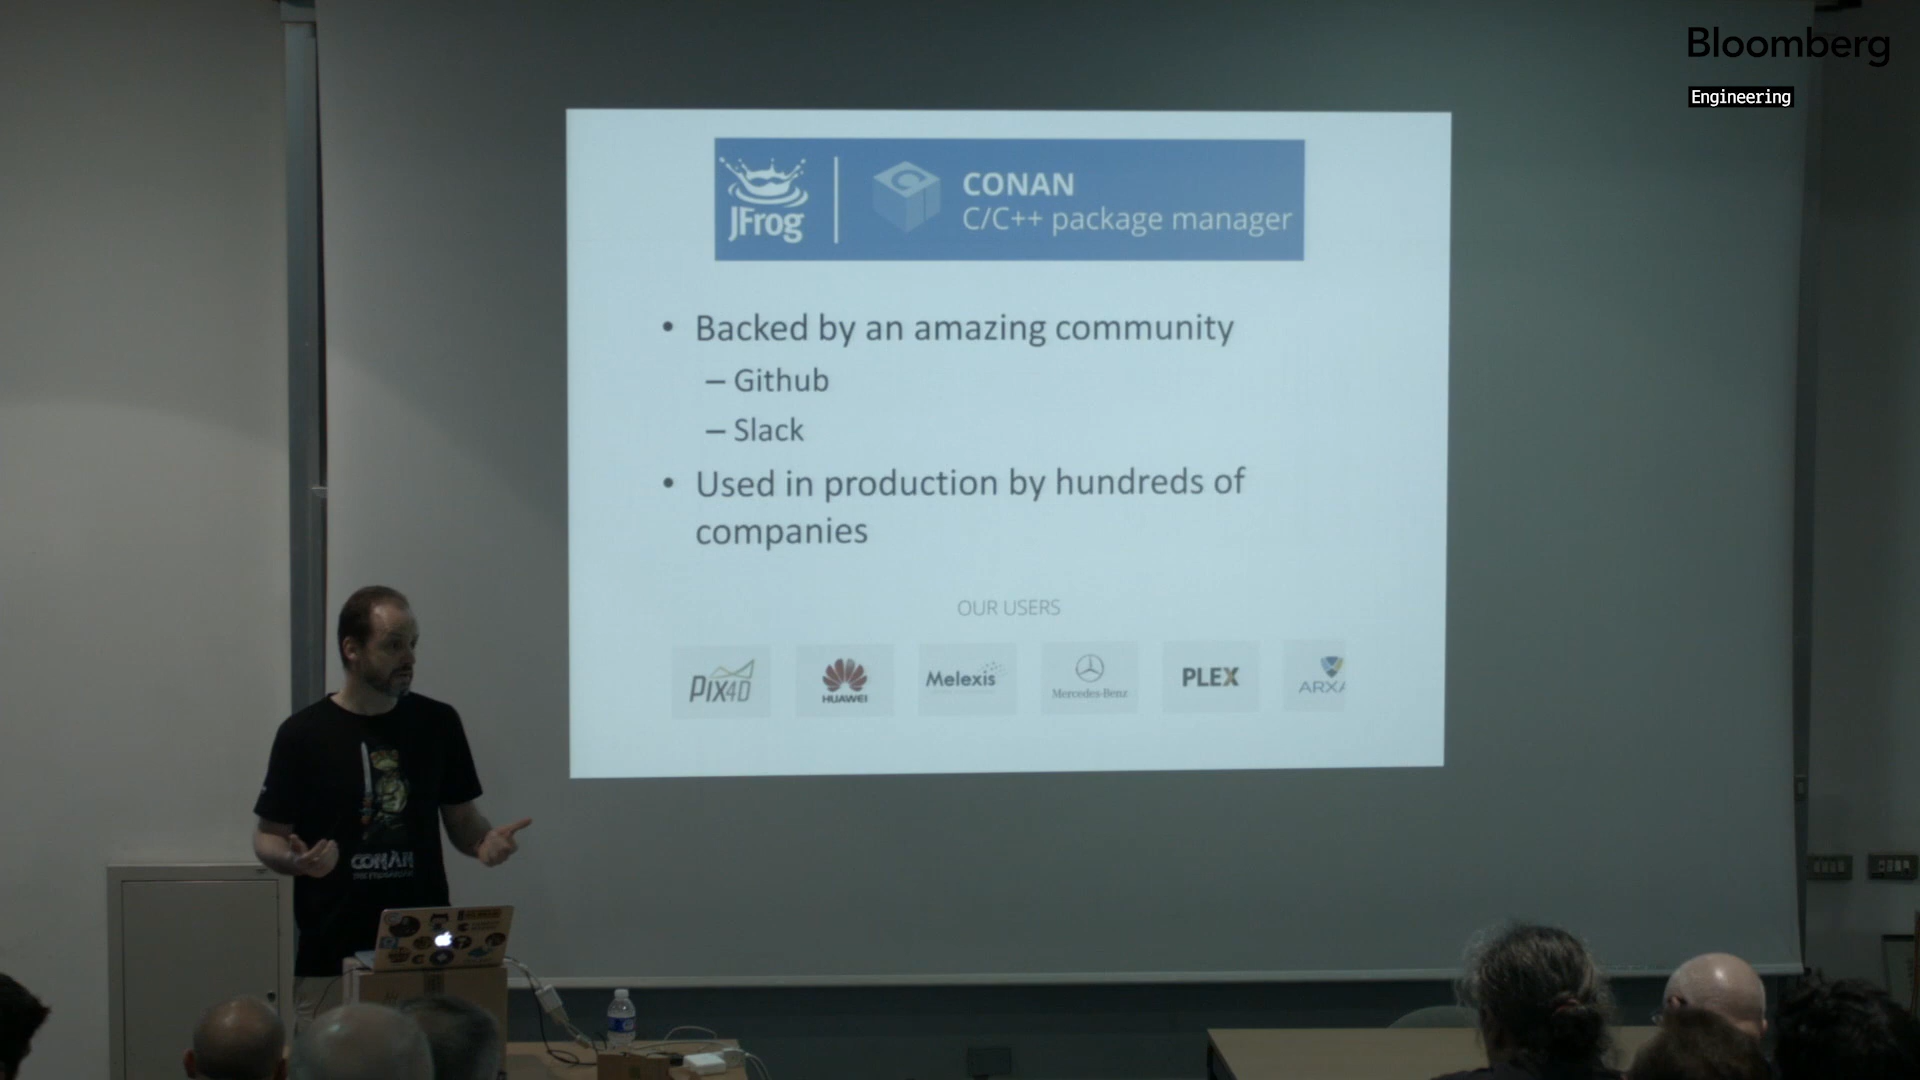 Bloomberg
Engineering
JFrog
CONAN
C/C++ package manager
• Backed by an amazing community
– Github
– Slack
• Used in production by hundreds of
companies
OUR USERS
PIX4D
HUAWEI
Melexis
Mercedes-Benz
PLEX
ARXA
CONAN